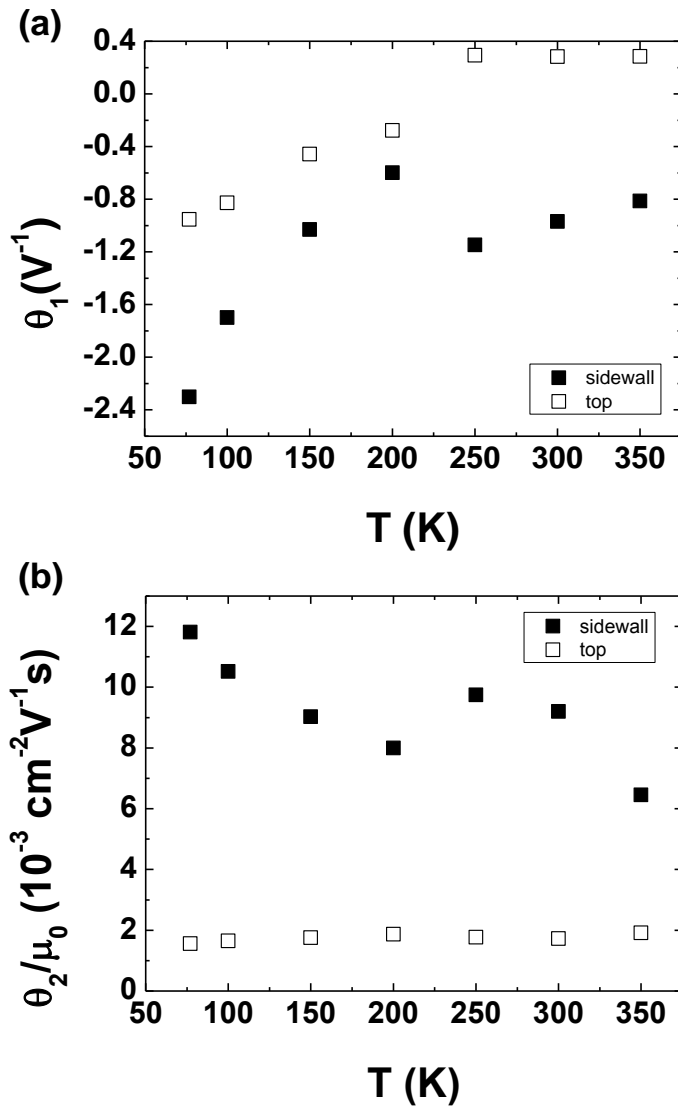 (a)
0.4
0.0
-0.4
-0.8
-1.2
-1.6
-2.0
-2.4
θ₁(V⁻¹)
sidewall
top
50 100 150 200 250 300 350
T (K)
(b)
12
10
8
6
4
2
0
θ₂/μ₀ (10⁻³ cm⁻²V⁻¹s)
sidewall
top
50 100 150 200 250 300 350
T (K)